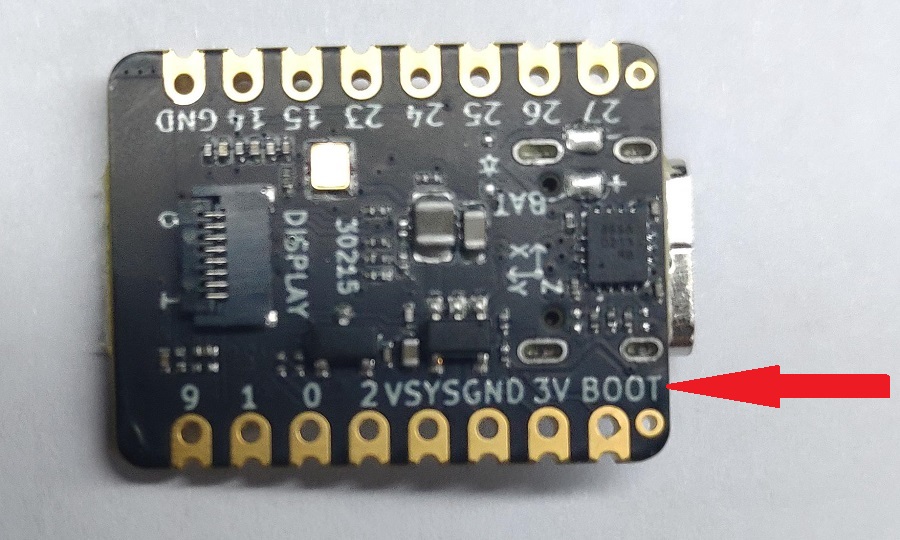 GND 14 15 23 24 25 26 27
BAT
+
DISPLAY
30215
X
Y
Z
9 1 0 2 VSYS GND 3V BOOT